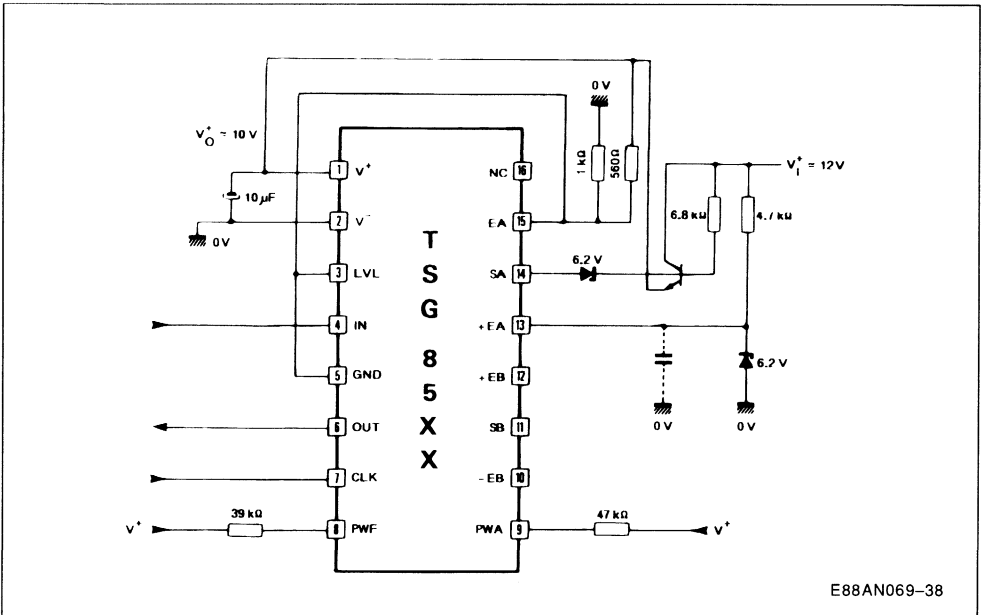 0 V
V⁺O = 10 V
V⁺I = 12V
1 kΩ
560Ω
1 V⁺
NC 16
10 µF
6.8 kΩ
4.7 kΩ
2 V⁻
EA 15
0 V
6.2 V
3 LVL
SA 14
4 IN
+EA 13
6.2 V
5 GND
+EB 12
0 V
0 V
6 OUT
SB 11
7 CLK
-EB 10
39 kΩ
47 kΩ
V⁺
8 PWF
PWA 9
V⁺
T
S
G
8
5
X
X
E88AN069-38